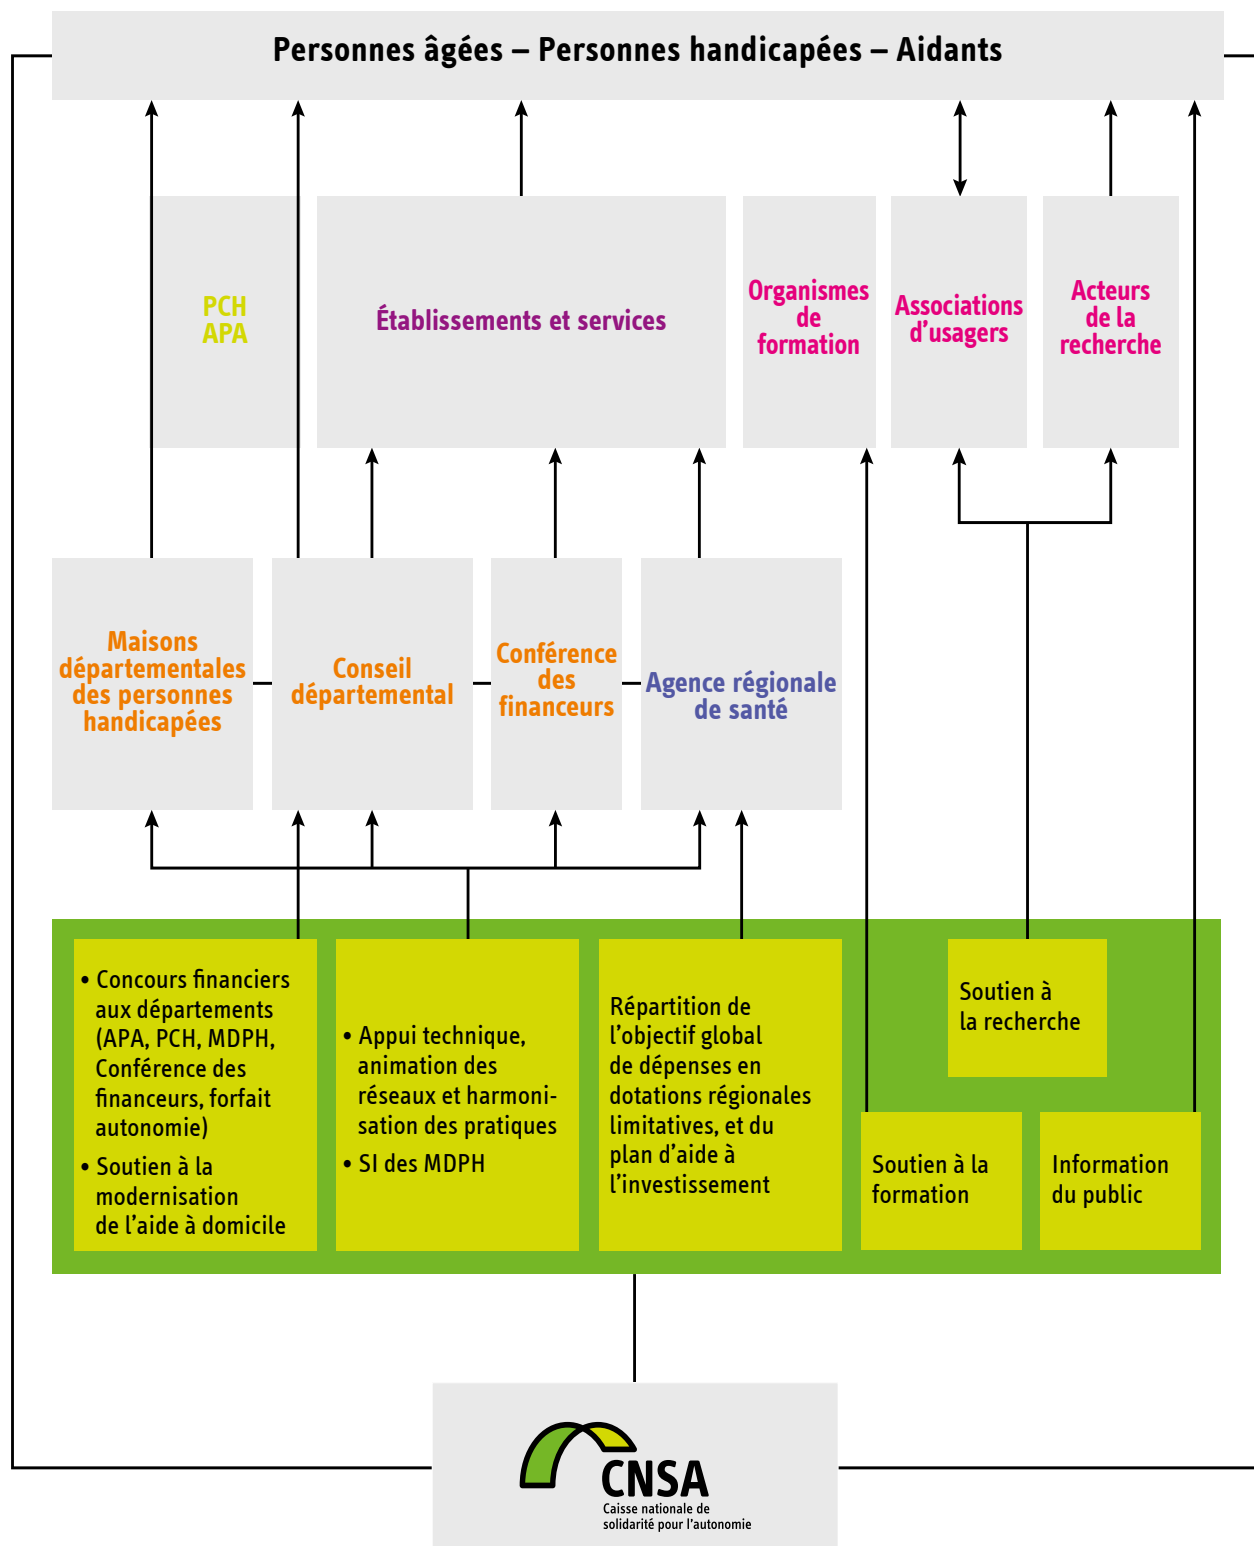 Personnes âgées – Personnes handicapées – Aidants
PCH
APA
Établissements et services
Organismes
de
formation
Associations
d’usagers
Acteurs
de la
recherche
Maisons
départementales
des personnes
handicapées
Conseil
départemental
Conférence
des
financeurs
Agence régionale
de santé
• Concours financiers
aux départements
(APA, PCH, MDPH,
Conférence des
financeurs, forfait
autonomie)
• Soutien à la
modernisation
de l’aide à domicile
• Appui technique,
animation des
réseaux et harmoni-
sation des pratiques
• SI des MDPH
Répartition de
l’objectif global
de dépenses en
dotations régionales
limitatives, et du
plan d’aide à
l’investissement
Soutien à
la recherche
Soutien à la
formation
Information
du public
CNSA
Caisse nationale de
solidarité pour l’autonomie